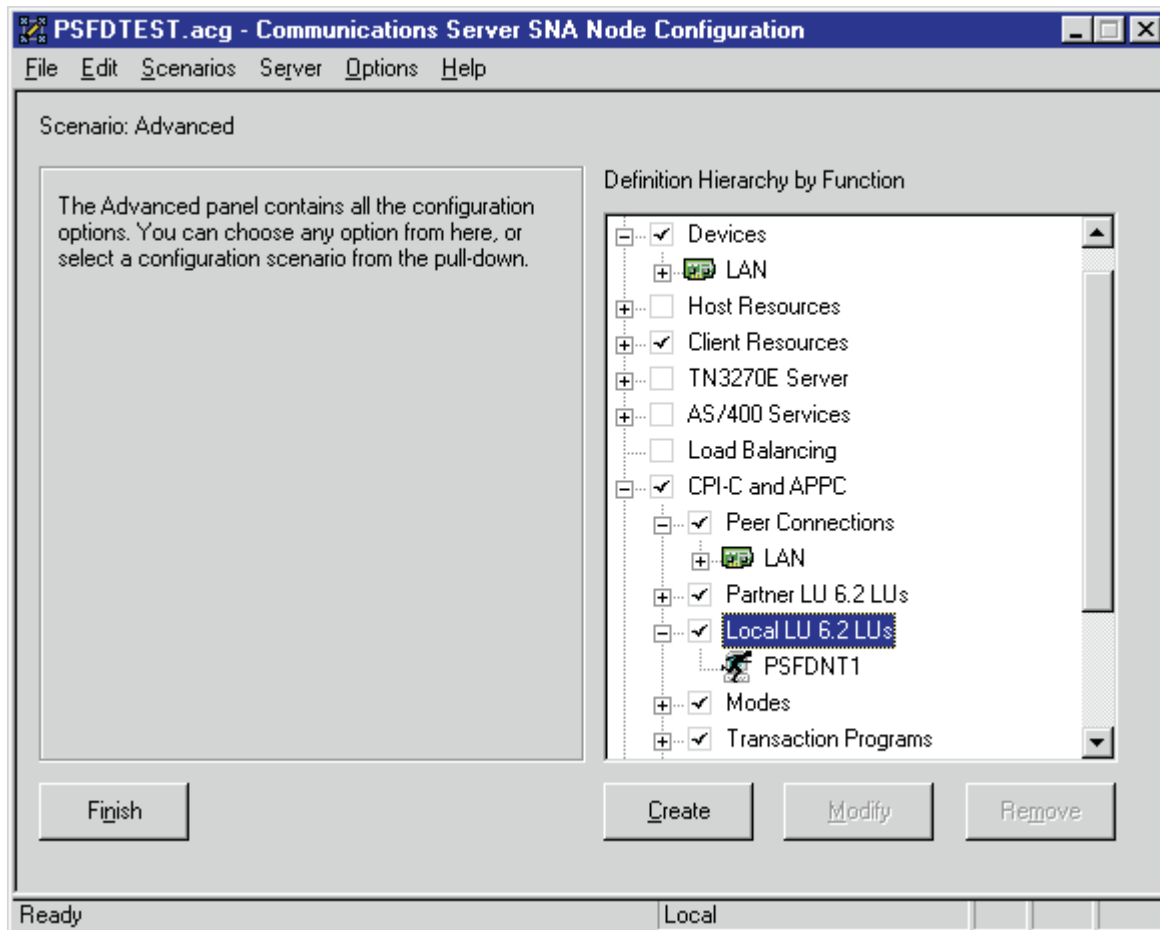 PSFDTEST.acg - Communications Server SNA Node Configuration
File Edit Scenarios Server Options Help
Scenario: Advanced
The Advanced panel contains all the configuration
options. You can choose any option from here, or
select a configuration scenario from the pull-down.
Definition Hierarchy by Function
Devices
LAN
Host Resources
Client Resources
TN3270E Server
AS/400 Services
Load Balancing
CPI-C and APPC
Peer Connections
LAN
Partner LU 6.2 LUs
Local LU 6.2 LUs
PSFDNT1
Modes
Transaction Programs
Finish
Create Modify Remove
Ready Local